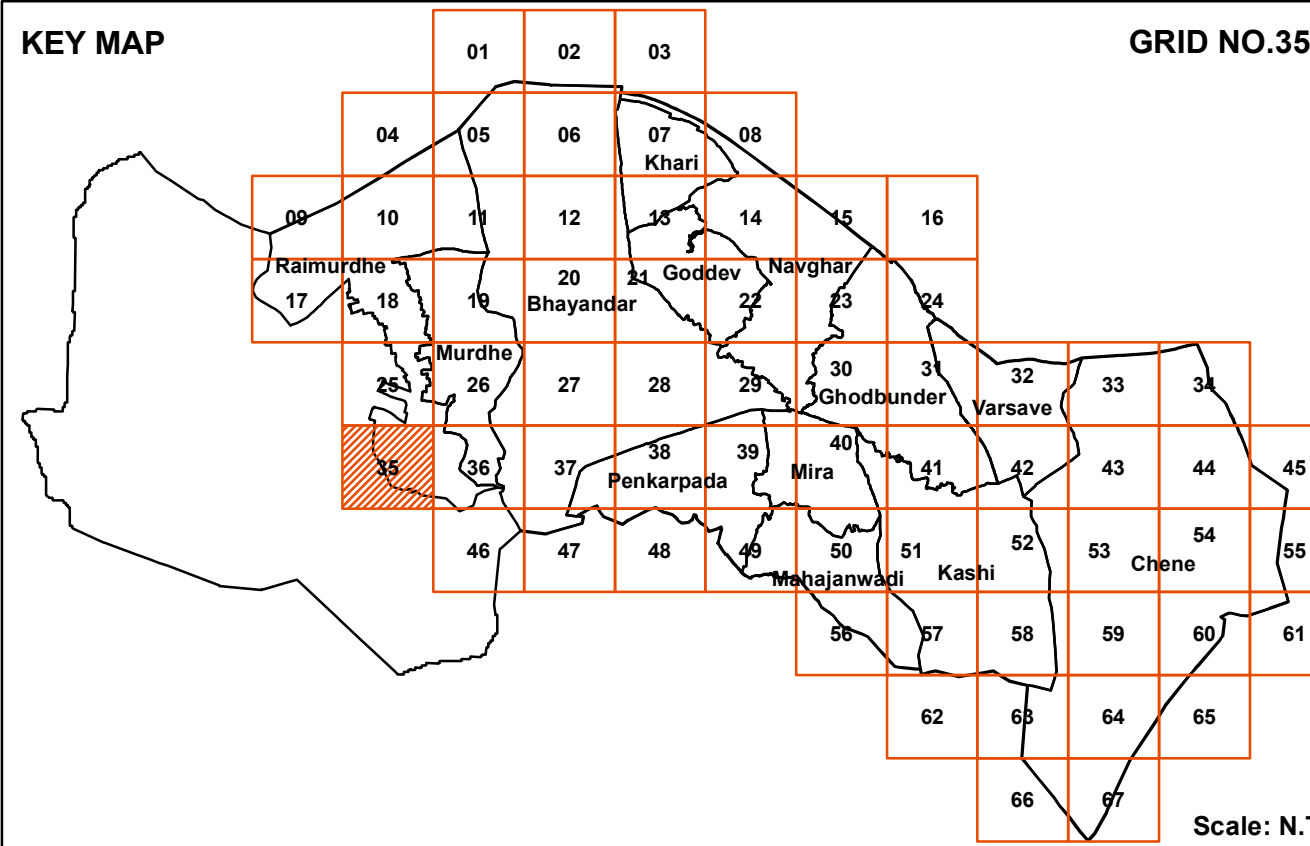 KEY MAP
GRID NO.35
01 02 03
04 05 06 07 08
Khari
09 10 11 12 13 14 15 16
Raimurdhe Goddev Navghar
17 18 19 20 21 22 23 24
Bhayandar
Murdhe
25 26 27 28 29 30 31 32 33 34
Ghodbunder Varsave
35 36 37 38 39 40 41 42 43 44 45
Penkarpada Mira
46 47 48 49 50 51 52 53 54 55
Mahajanwadi Kashi Chene
56 57 58 59 60 61
62 63 64 65
66 67
Scale: N.T